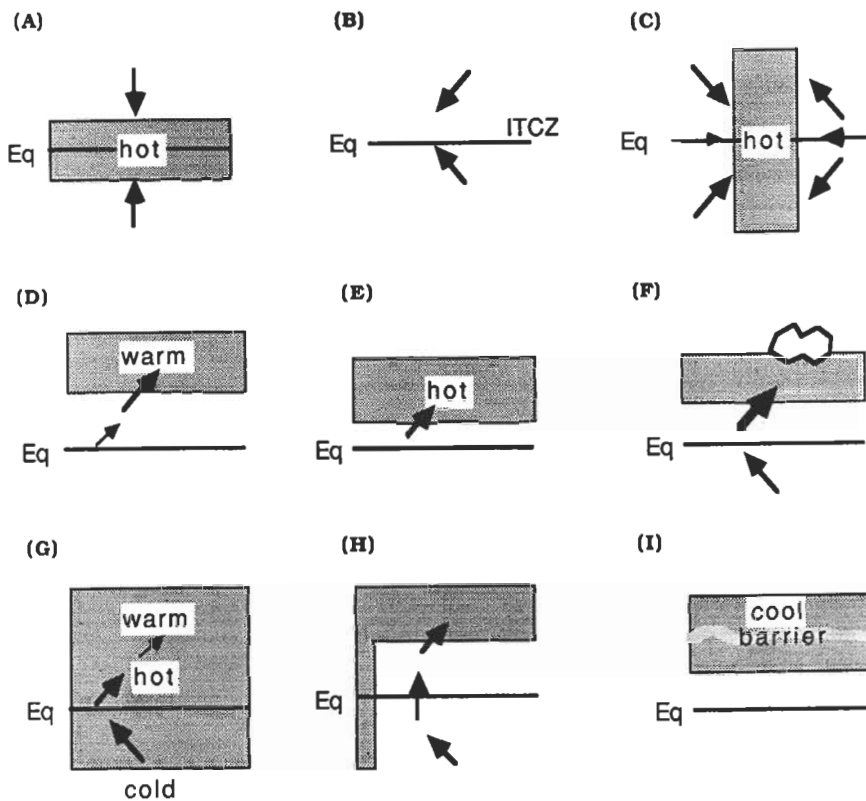 (A)
(B)
(C)
Eq hot
Eq ITCZ
Eq hot
(D)
(E)
(F)
warm
Eq
hot
Eq
Eq
(G)
(H)
(I)
warm
hot
Eq
cold
Eq
cool
barrier
Eq